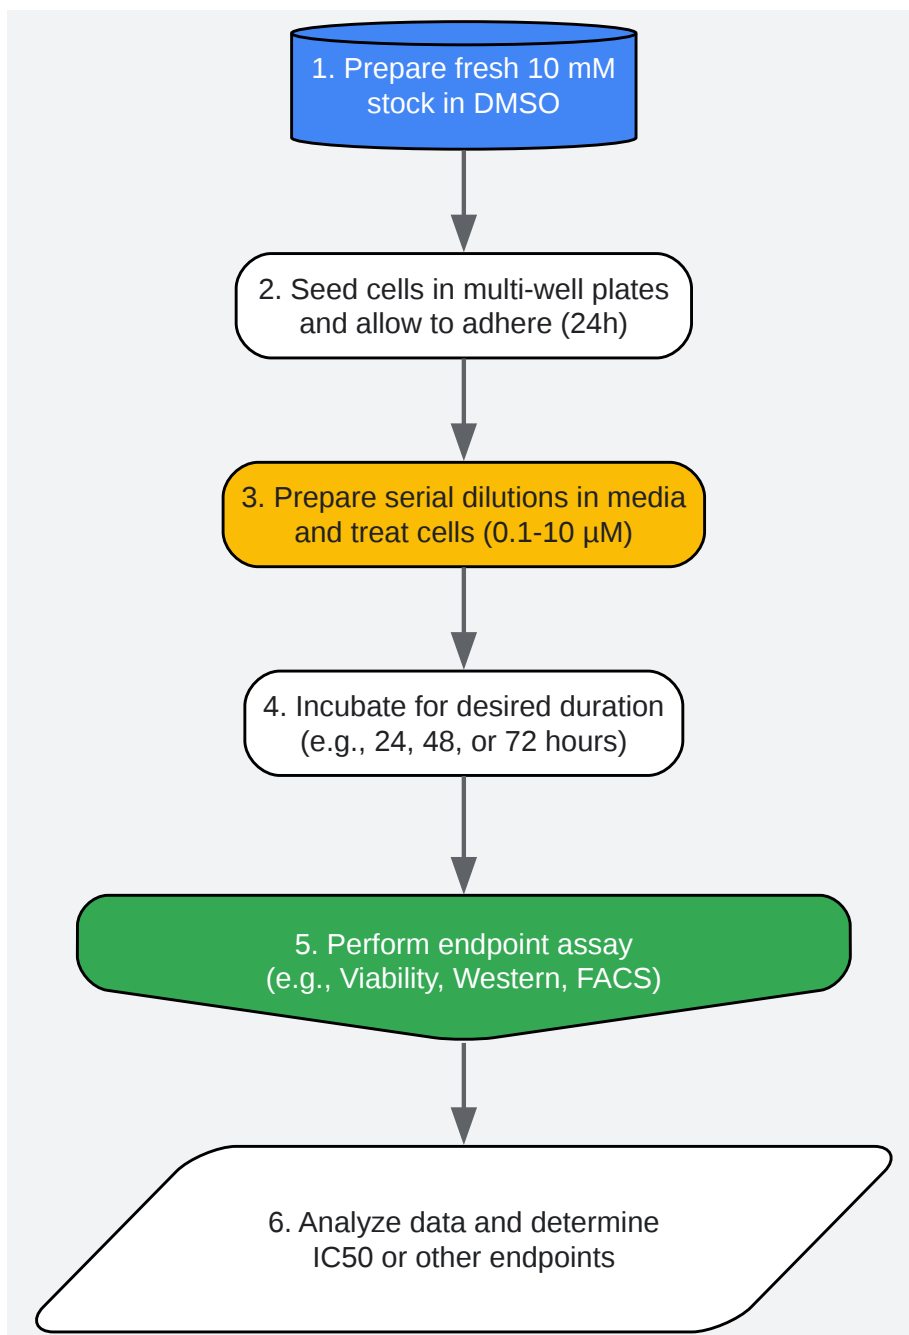 1. Prepare fresh 10 mM
stock in DMSO
2. Seed cells in multi-well plates
and allow to adhere (24h)
3. Prepare serial dilutions in media
and treat cells (0.1-10 µM)
4. Incubate for desired duration
(e.g., 24, 48, or 72 hours)
5. Perform endpoint assay
(e.g., Viability, Western, FACS)
6. Analyze data and determine
IC50 or other endpoints